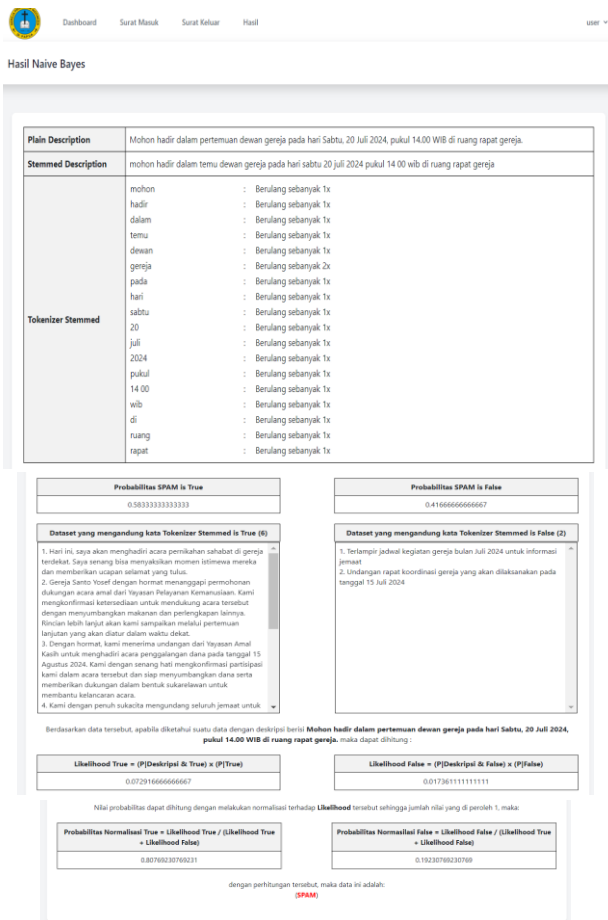 Dashboard Surat Masuk Surat Keluar Hasil user
Hasil Naive Bayes
Plain Description Mohon hadir dalam pertemuan dewan gereja pada hari Sabtu, 20 Juli 2024, pukul 14.00 WIB di ruang rapat gereja.
Stemmed Description mohon hadir dalam temu dewan gereja pada hari sabtu 20 juli 2024 pukul 14 00 wib di ruang rapat gereja
Tokenizer Stemmed
mohon : Berulang sebanyak 1x
hadir : Berulang sebanyak 1x
dalam : Berulang sebanyak 1x
temu : Berulang sebanyak 1x
dewan : Berulang sebanyak 1x
gereja : Berulang sebanyak 2x
pada : Berulang sebanyak 1x
hari : Berulang sebanyak 1x
sabtu : Berulang sebanyak 1x
20 : Berulang sebanyak 1x
juli : Berulang sebanyak 1x
2024 : Berulang sebanyak 1x
pukul : Berulang sebanyak 1x
14 00 : Berulang sebanyak 1x
wib : Berulang sebanyak 1x
di : Berulang sebanyak 1x
ruang : Berulang sebanyak 1x
rapat : Berulang sebanyak 1x
Probabilitas SPAM is True
0.58333333333333
Probabilitas SPAM is False
0.41666666666667
Dataset yang mengandung kata Tokenizer Stemmed is True (6)
1. Hari ini, saya akan menghadiri acara pernikahan sahabat di gereja
terdekat. Saya senang bisa menyaksikan momen istimewa mereka
dan memberikan ucapan selamat yang tulus.
2. Gereja Santo Yosef dengan hormat menanggapi permohonan
dukungan acara amal dari Yayasan Pelayanan Kemanusiaan. Kami
mengkonfirmasi ketersediaan untuk mendukung acara tersebut
dengan menyumbangkan makanan dan perlengkapan lainnya.
Rincian lebih lanjut akan kami sampaikan melalui pertemuan
lanjutan yang akan diatur dalam waktu dekat.
3. Dengan hormat, kami menerima undangan dari Yayasan Amal
Kasih untuk menghadiri acara penggalangan dana pada tanggal 15
Agustus 2024. Kami dengan senang hati mengkonfirmasi partisipasi
kami dalam acara tersebut dan siap menyumbangkan dana serta
memberikan dukungan dalam bentuk sukarelawan untuk
membantu kelancaran acara.
4. Kami dengan penuh sukacita mengundang seluruh jemaat untuk
Dataset yang mengandung kata Tokenizer Stemmed is False (2)
1. Terlampir jadwal kegiatan gereja bulan Juli 2024 untuk informasi
jemaat
2. Undangan rapat koordinasi gereja yang akan dilaksanakan pada
tanggal 15 Juli 2024
Berdasarkan data tersebut, apabila diketahui suatu data dengan deskripsi berisi Mohon hadir dalam pertemuan dewan gereja pada hari Sabtu, 20 Juli 2024,
pukul 14.00 WIB di ruang rapat gereja. maka dapat dihitung :
Likelihood True = (P|Deskripsi & True) x (P|True)
0.072916666666667
Likelihood False = (P|Deskripsi & False) x (P|False)
0.017361111111111
Nilai probabilitas dapat dihitung dengan melakukan normalisasi terhadap Likelihood tersebut sehingga jumlah nilai yang di peroleh 1, maka:
Probabilitas Normalisasi True = Likelihood True / (Likelihood True
+ Likelihood False)
0.80769230769231
Probabilitas Normasilasi False = Likelihood False / (Likelihood True
+ Likelihood False)
0.19230769230769
dengan perhitungan tersebut, maka data ini adalah:
(SPAM)